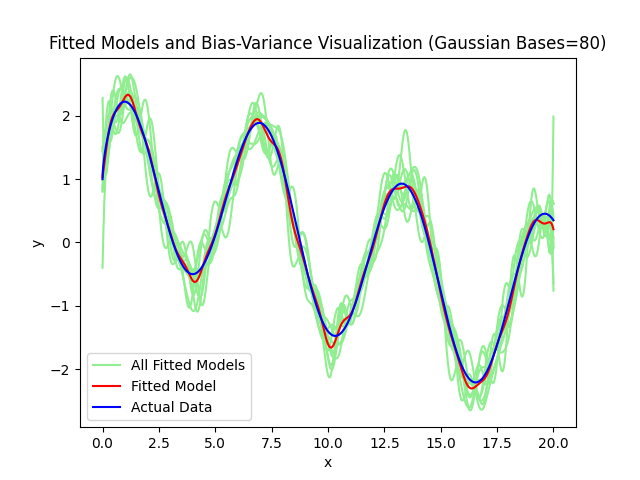 Fitted Models and Bias-Variance Visualization (Gaussian Bases=80)
y
2
1
0
−1
−2
All Fitted Models
Fitted Model
Actual Data
0.0 2.5 5.0 7.5 10.0 12.5 15.0 17.5 20.0
x